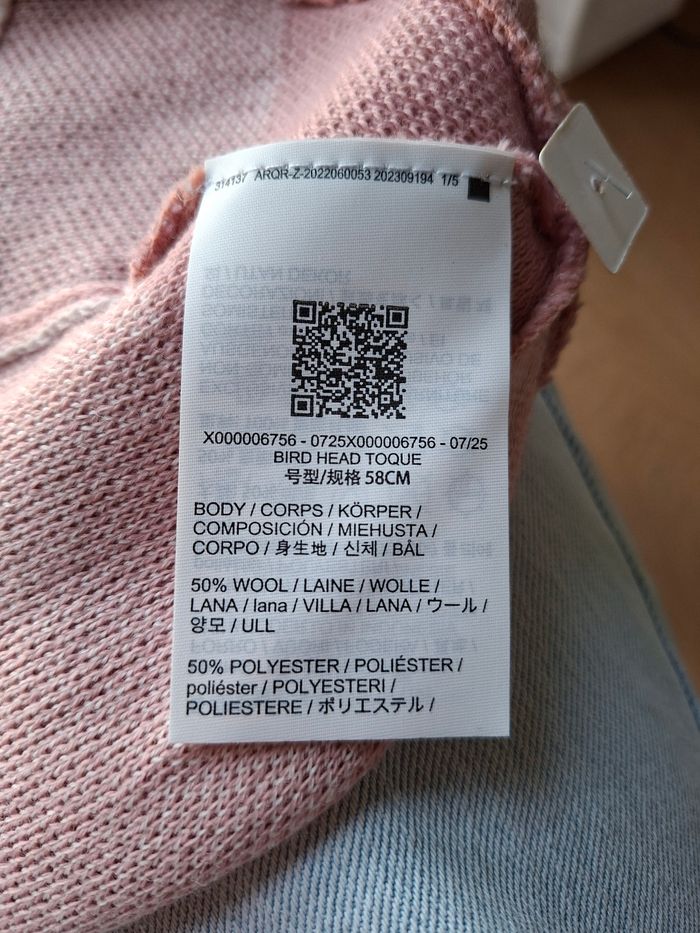 314137 ARQR-Z-2022060053 202309194 1/5
X000006756 - 0725X000006756 - 07/25
BIRD HEAD TOQUE
号型/规格 58CM
BODY / CORPS / KÖRPER /
COMPOSICIÓN / MIEHUSTA /
CORPO / 身生地 / 신체 / BÅL
50% WOOL / LAINE / WOLLE /
LANA / lana / VILLA / LANA / ウール /
양모 / ULL
50% POLYESTER / POLIÉSTER /
poliéster / POLYESTERI /
POLIESTERE / ポリエステル /